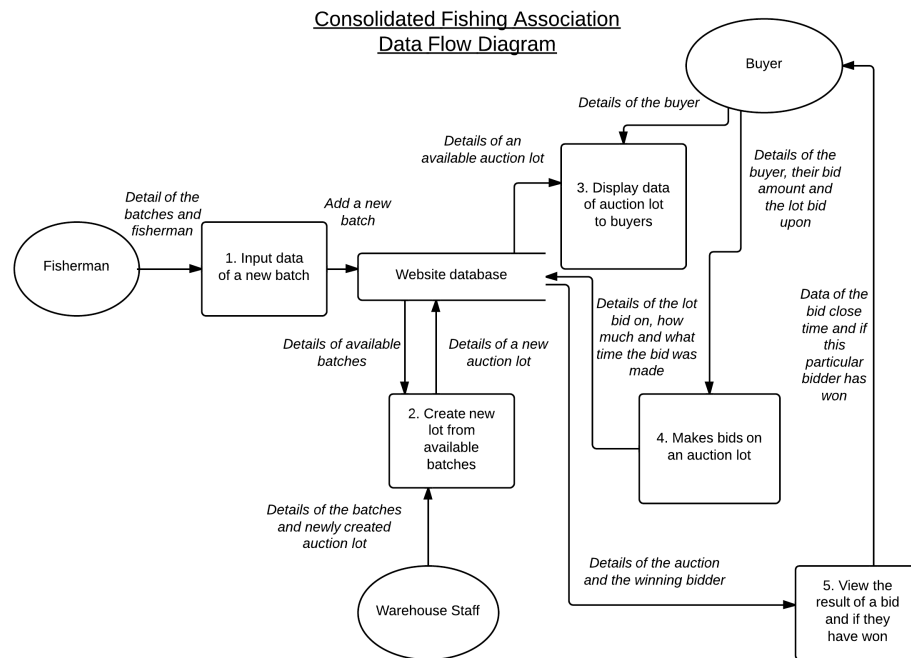 Consolidated Fishing Association
Data Flow Diagram
Buyer
Details of the buyer
Details of an
available auction lot
3. Display data
of auction lot
to buyers
Details of the
buyer, their bid
amount and
the lot bid
upon
Detail of the
batches and
fisherman
Add a new
batch
Fisherman
1. Input data
of a new batch
Website database
Details of available
batches
Details of a new
auction lot
Details of the lot
bid on, how
much and what
time the bid was
made
Data of the
bid close
time and if
this
particular
bidder has
won
2. Create new
lot from
available
batches
4. Makes bids on
an auction lot
Details of the batches
and newly created
auction lot
Details of the auction
and the winning bidder
Warehouse Staff
5. View the
result of a bid
and if they
have won